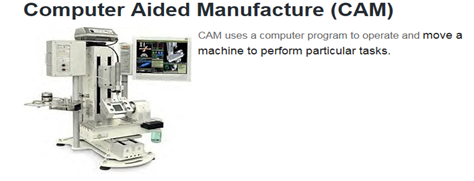 Computer Aided Manufacture (CAM)
CAM uses a computer program to operate and move a
machine to perform particular tasks.